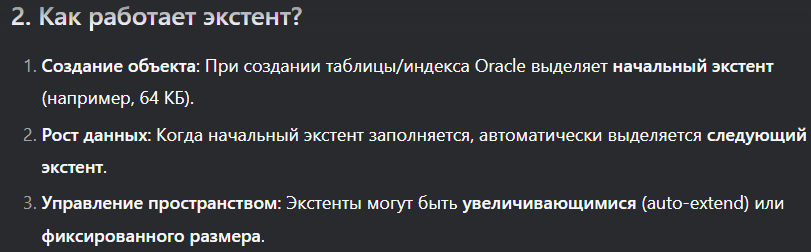 2. Как работает экстент?
1. Создание объекта: При создании таблицы/индекса Oracle выделяет начальный экстент
(например, 64 КБ).
2. Рост данных: Когда начальный экстент заполняется, автоматически выделяется следующий
экстент.
3. Управление пространством: Экстенты могут быть увеличивающимися (auto-extend) или
фиксированного размера.